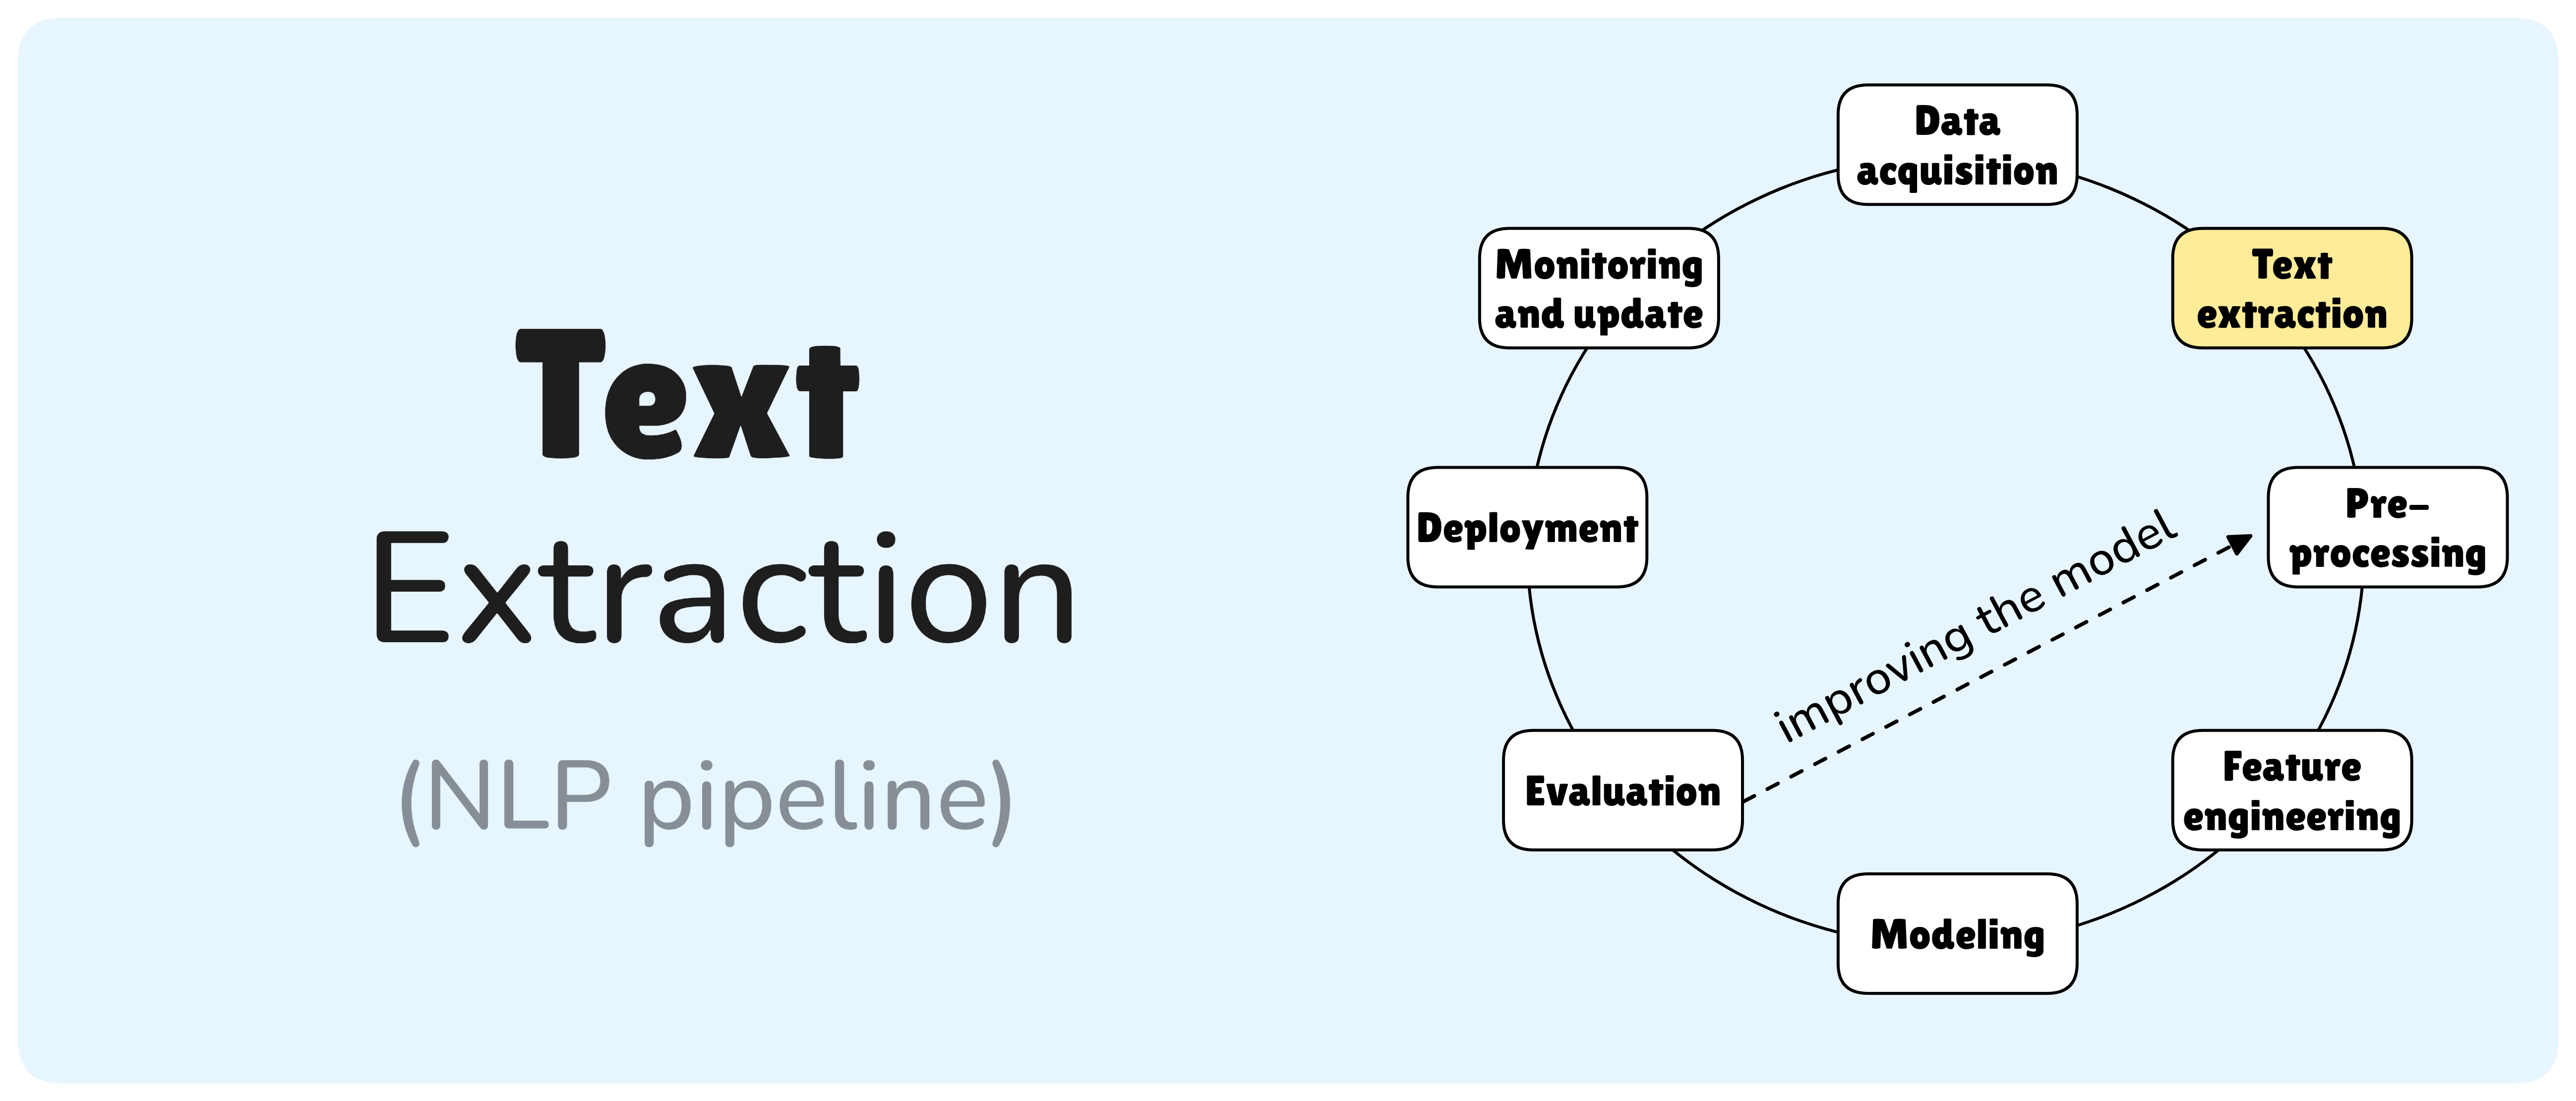 Text
Extraction
(NLP pipeline)
Data
acquisition
Text
extraction
Pre-
processing
Feature
engineering
Modeling
Evaluation
Deployment
Monitoring
and update
improving the model